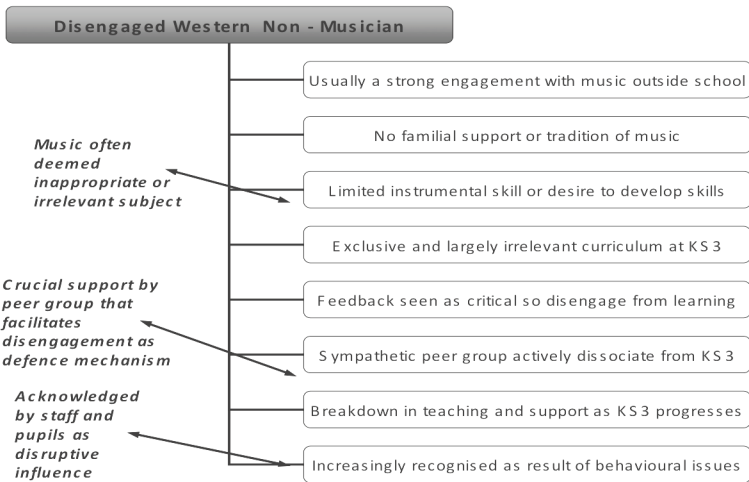 Disengaged Western Non - Musician
Usually a strong engagement with music outside school
No familial support or tradition of music
Music often
deemed
inappropriate or
irrelevant subject
Limited instrumental skill or desire to develop skills
Exclusive and largely irrelevant curriculum at KS3
Crucial support by
peer group that
facilitates
disengagement as
defence mechanism
Feedback seen as critical so disengage from learning
Sympathetic peer group actively dissociate from KS3
Acknowledged
by staff and
pupils as
disruptive
influence
Breakdown in teaching and support as KS3 progresses
Increasingly recognised as result of behavioural issues